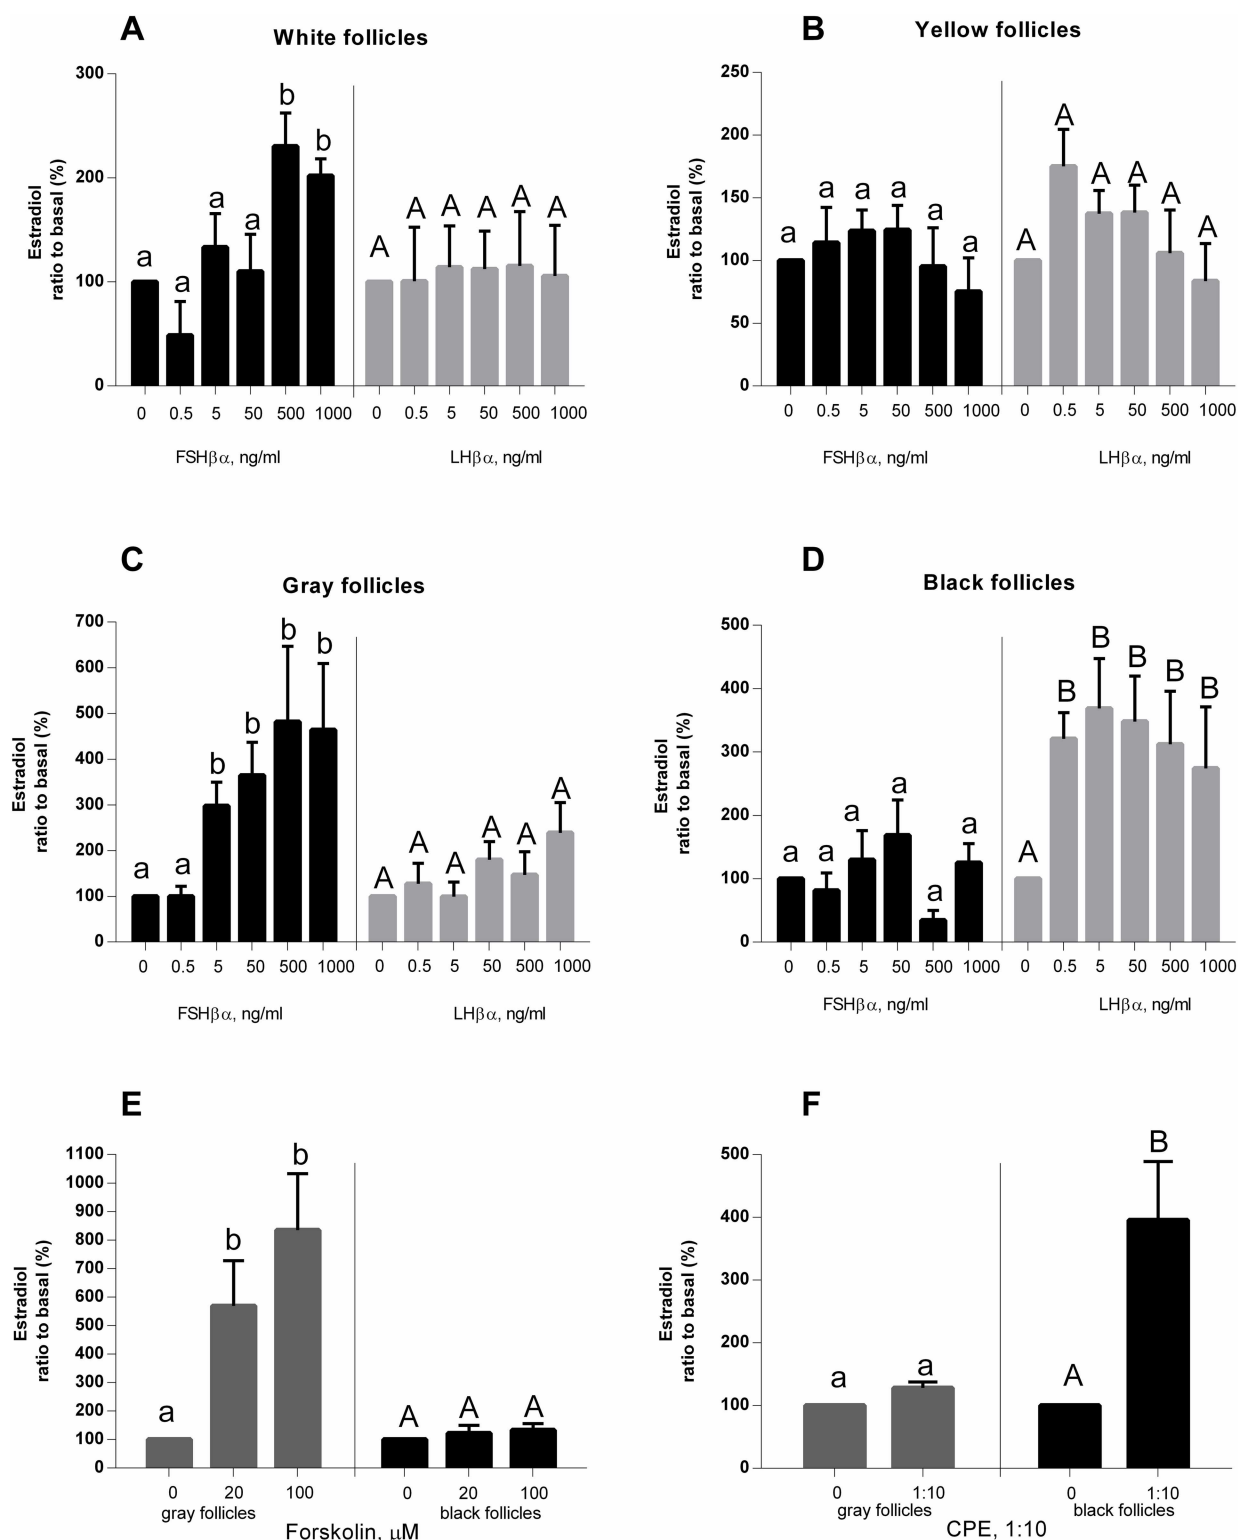 A
White follicles
300
200
100
0
Estradiol
ratio to basal (%)
a
a
a
a
b
b
A
A
A
A
A
A
0 0.5 5 50 500 1000 0 0.5 5 50 500 1000
FSHβα, ng/ml LHβα, ng/ml
B
Yellow follicles
250
200
150
100
50
0
Estradiol
ratio to basal (%)
a
a
a
a
a
a
A
A
A
A
A
A
0 0.5 5 50 500 1000 0 0.5 5 50 500 1000
FSHβα, ng/ml LHβα, ng/ml
C
Gray follicles
700
600
500
400
300
200
100
0
Estradiol
ratio to basal (%)
a
a
b
b
b
b
A
A
A
A
A
A
0 0.5 5 50 500 1000 0 0.5 5 50 500 1000
FSHβα, ng/ml LHβα, ng/ml
D
Black follicles
500
400
300
200
100
0
Estradiol
ratio to basal (%)
a
a
a
a
a
a
A
B
B
B
B
B
0 0.5 5 50 500 1000 0 0.5 5 50 500 1000
FSHβα, ng/ml LHβα, ng/ml
E
1100
1000
900
800
700
600
500
400
300
200
100
0
Estradiol
ratio to basal (%)
a
b
b
A
A
A
0 20 100 0 20 100
gray follicles black follicles
Forskolin, μM
F
500
400
300
200
100
0
Estradiol
ratio to basal (%)
a
a
A
B
0 1:10 0 1:10
gray follicles black follicles
CPE, 1:10